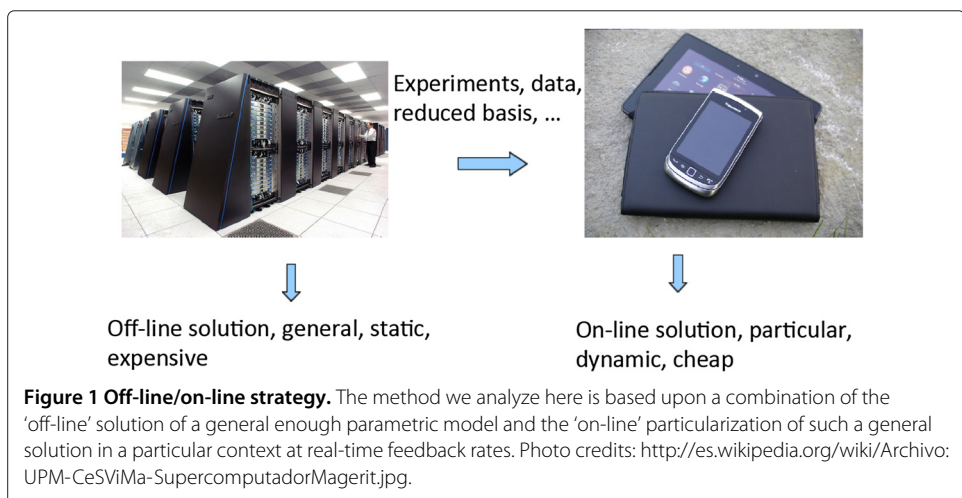 Experiments, data,
reduced basis, ...
Off-line solution, general, static,
expensive
On-line solution, particular,
dynamic, cheap
Figure 1 Off-line/on-line strategy. The method we analyze here is based upon a combination of the
‘off-line’ solution of a general enough parametric model and the ‘on-line’ particularization of such a general
solution in a particular context at real-time feedback rates. Photo credits: http://es.wikipedia.org/wiki/Archivo:
UPM-CeSViMa-SupercomputadorMagerit.jpg.